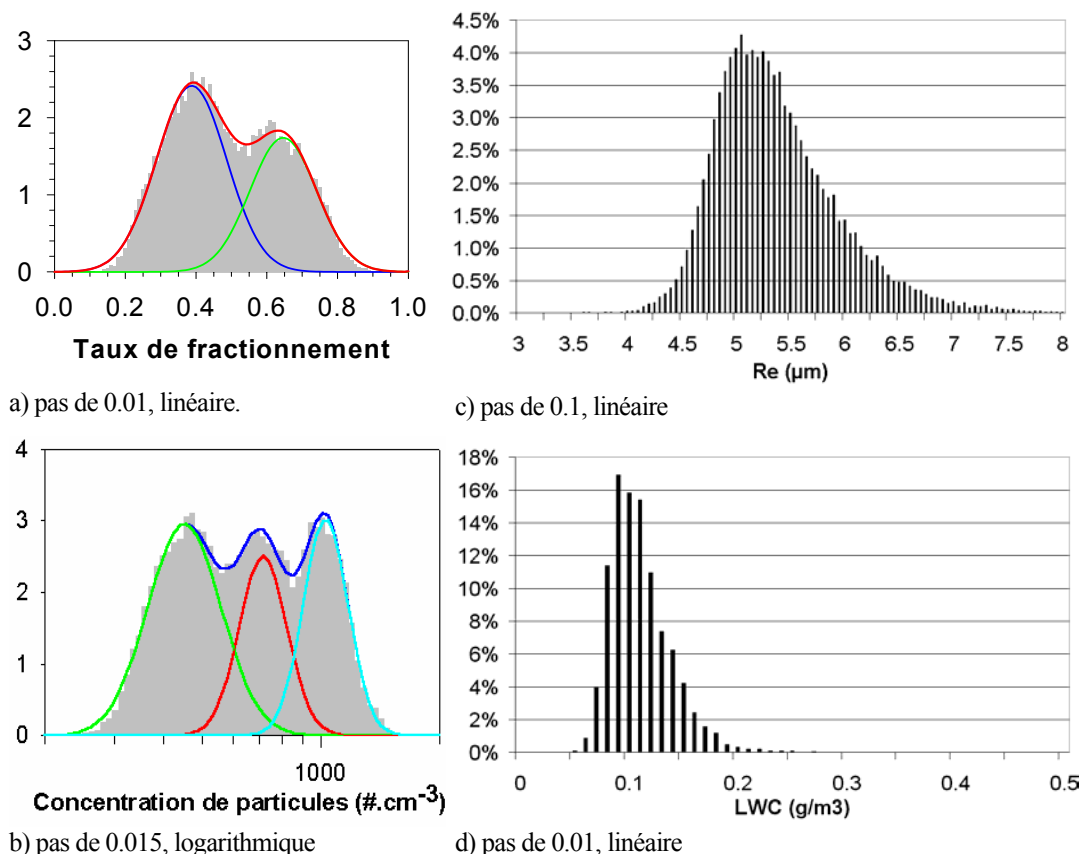 3
2
1
0
0.0 0.2 0.4 0.6 0.8 1.0
Taux de fractionnement
a) pas de 0.01, linéaire.
4.5%
4.0%
3.5%
3.0%
2.5%
2.0%
1.5%
1.0%
0.5%
0.0%
3 3.5 4 4.5 5 5.5 6 6.5 7 7.5 8
Re (µm)
c) pas de 0.1, linéaire
4
3
2
1
0
1000
Concentration de particules (#.cm-3)
b) pas de 0.015, logarithmique
18%
16%
14%
12%
10%
8%
6%
4%
2%
0%
0 0.1 0.2 0.3 0.4 0.5
LWC (g/m3)
d) pas de 0.01, linéaire